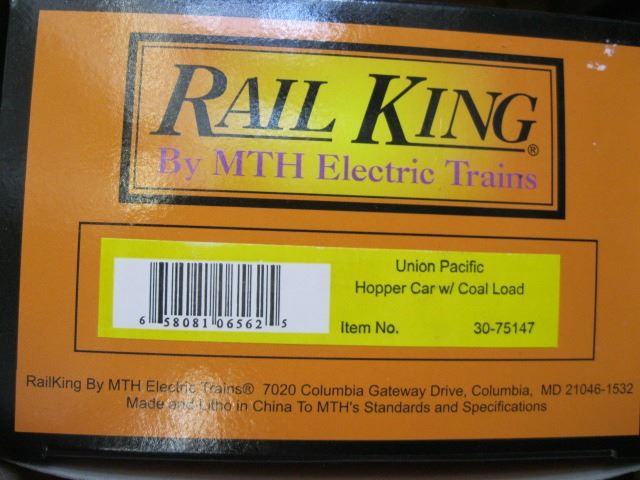 RAIL KING®
By MTH Electric Trains
Union Pacific
Hopper Car w/ Coal Load
6 58081 06562 5
Item No. 30-75147
RailKing By MTH Electric Trains® 7020 Columbia Gateway Drive, Columbia, MD 21046-1532
Made and Litho in China To MTH's Standards and Specifications